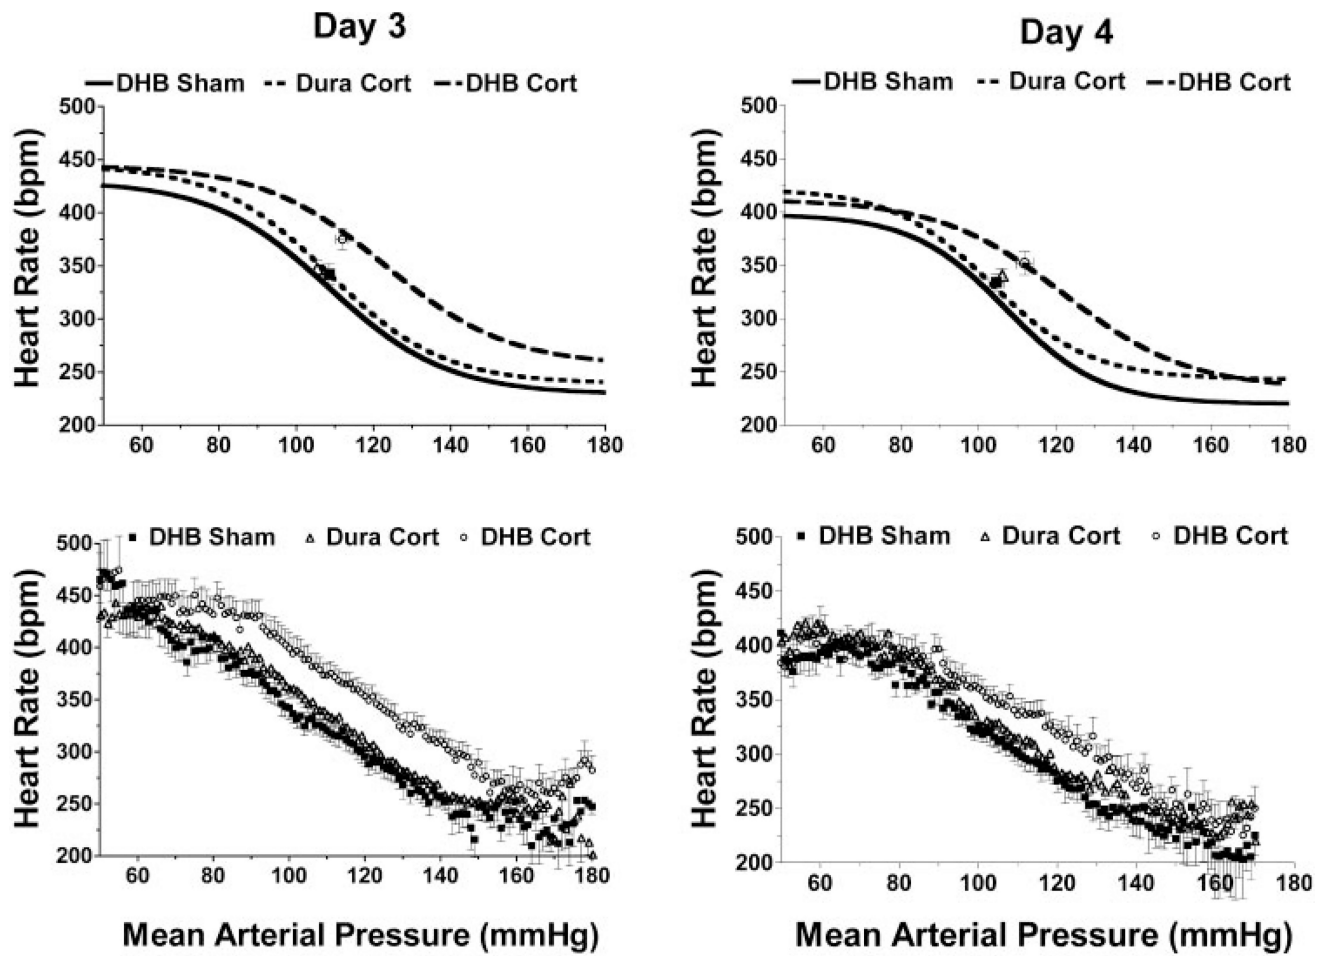 Day 3
Day 4
DHB Sham Dura Cort DHB Cort
DHB Sham Dura Cort DHB Cort
Heart Rate (bpm)
500
450
400
350
300
250
200
60 80 100 120 140 160 180
Heart Rate (bpm)
500
450
400
350
300
250
200
60 80 100 120 140 160 180
DHB Sham Dura Cort DHB Cort
DHB Sham Dura Cort DHB Cort
Heart Rate (bpm)
500
450
400
350
300
250
200
60 80 100 120 140 160 180
Heart Rate (bpm)
500
450
400
350
300
250
200
60 80 100 120 140 160 180
Mean Arterial Pressure (mmHg)
Mean Arterial Pressure (mmHg)